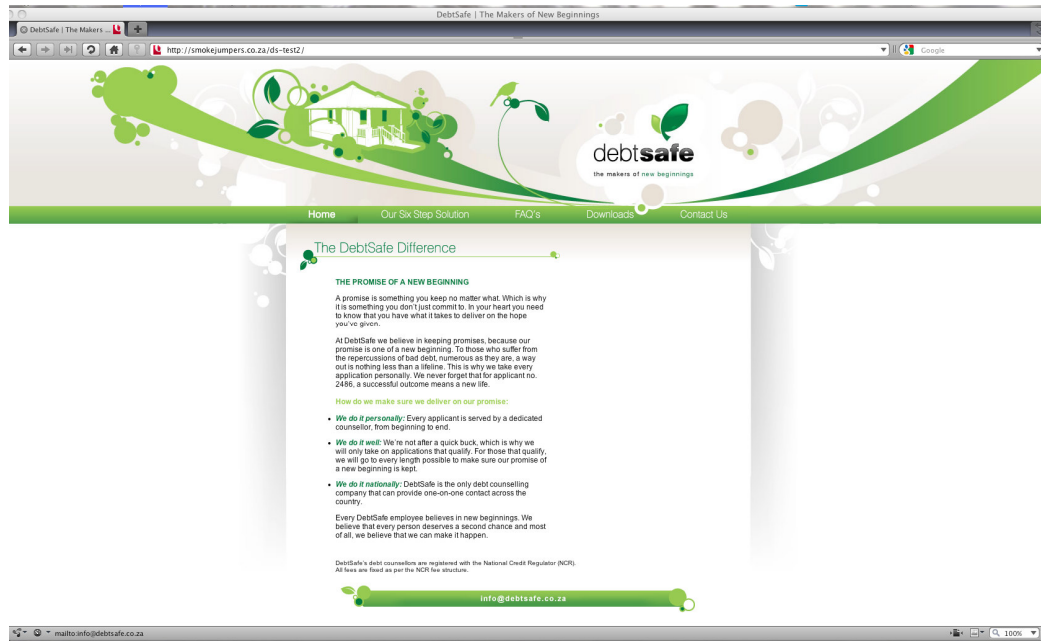 DebtSafe | The Makers of New Beginnings
DebtSafe | The Makers ...
http://smokejumpers.co.za/ds-test2/
Google
debtsafe
the makers of new beginnings
Home Our Six Step Solution FAQ's Downloads Contact Us
The DebtSafe Difference
THE PROMISE OF A NEW BEGINNING
A promise is something you keep no matter what. Which is why
it is something you don't just commit to. In your heart you need
to know that you have what it takes to deliver on the hope
you've given.
At DebtSafe we believe in keeping promises, because our
promise is one of a new beginning. To those who suffer from
the repercussions of bad debt, numerous as they are, a way
out is nothing less than a lifeline. This is why we take every
application personally. We never forget that for applicant no.
2486, a successful outcome means a new life.
How do we make sure we deliver on our promise:
• We do it personally: Every applicant is served by a dedicated
counsellor, from beginning to end.
• We do it well: We're not after a quick buck, which is why we
will only take on applications that qualify. For those that qualify,
we will go to every length possible to make sure our promise of
a new beginning is kept.
• We do it nationally: DebtSafe is the only debt counselling
company that can provide one-on-one contact across the
country.
Every DebtSafe employee believes in new beginnings. We
believe that every person deserves a second chance and most
of all, we believe that we can make it happen.
DebtSafe's debt counsellors are registered with the National Credit Regulator (NCR).
All fees are fixed as per the NCR fee structure.
info@debtsafe.co.za
mailto:info@debtsafe.co.za
100%